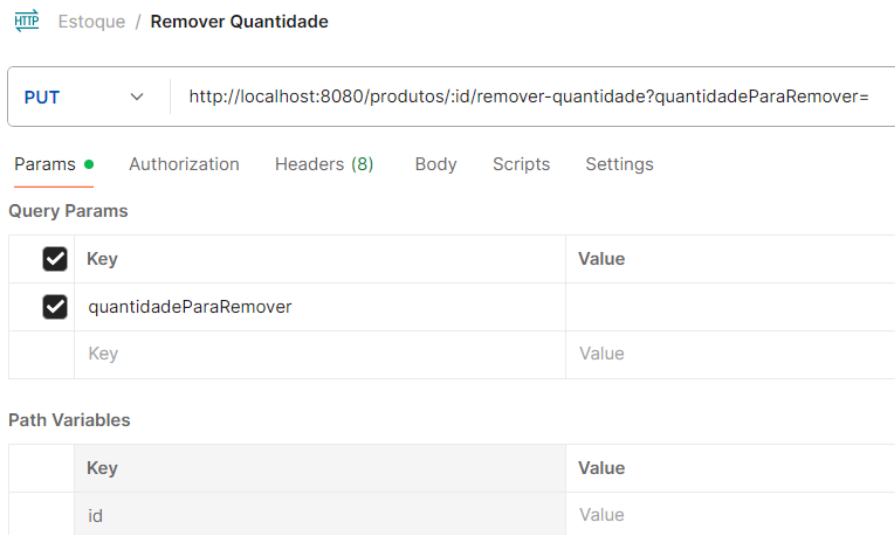 HTTP Estoque / Remover Quantidade
PUT http://localhost:8080/produtos/:id/remover-quantidade?quantidadeParaRemover=
Params Authorization Headers (8) Body Scripts Settings
Query Params
Key Value
quantidadeParaRemover
Key Value
Path Variables
Key Value
id Value